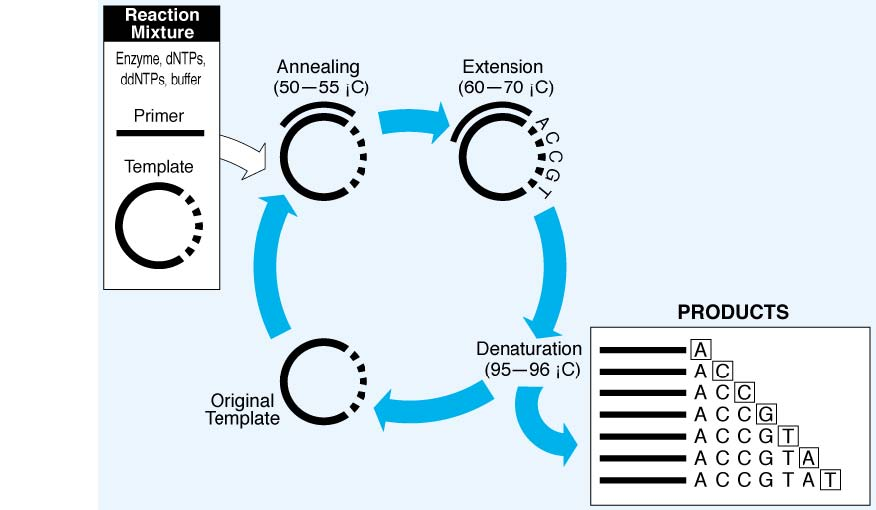 Reaction
Mixture
Enzyme, dNTPs,
ddNTPs, buffer
Primer
Template
Annealing
(50—55 ¡C)
Extension
(60—70 ¡C)
A
C
C
G
T
Denaturation
(95—96 ¡C)
Original
Template
PRODUCTS
A
A C
A C C
A C C G
A C C G T
A C C G T A
A C C G T A T